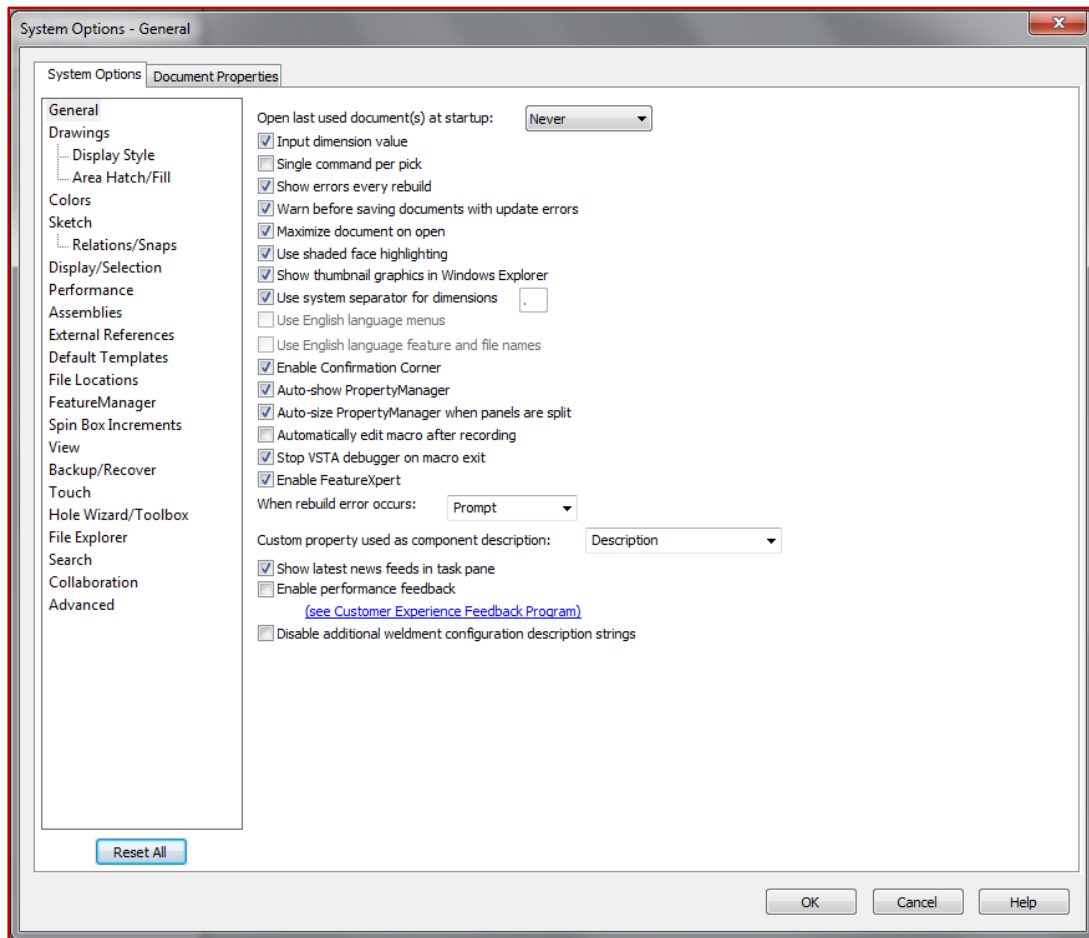 System Options - General
System Options
Document Properties
General
Drawings
Display Style
Area Hatch/Fill
Colors
Sketch
Relations/Snaps
Display/Selection
Performance
Assemblies
External References
Default Templates
File Locations
FeatureManager
Spin Box Increments
View
Backup/Recover
Touch
Hole Wizard/Toolbox
File Explorer
Search
Collaboration
Advanced
Reset All
Open last used document(s) at startup: Never
Input dimension value
Single command per pick
Show errors every rebuild
Warn before saving documents with update errors
Maximize document on open
Use shaded face highlighting
Show thumbnail graphics in Windows Explorer
Use system separator for dimensions .
Use English language menus
Use English language feature and file names
Enable Confirmation Corner
Auto-show PropertyManager
Auto-size PropertyManager when panels are split
Automatically edit macro after recording
Stop VSTA debugger on macro exit
Enable FeatureXpert
When rebuild error occurs: Prompt
Custom property used as component description: Description
Show latest news feeds in task pane
Enable performance feedback
(see Customer Experience Feedback Program)
Disable additional weldment configuration description strings
OK Cancel Help